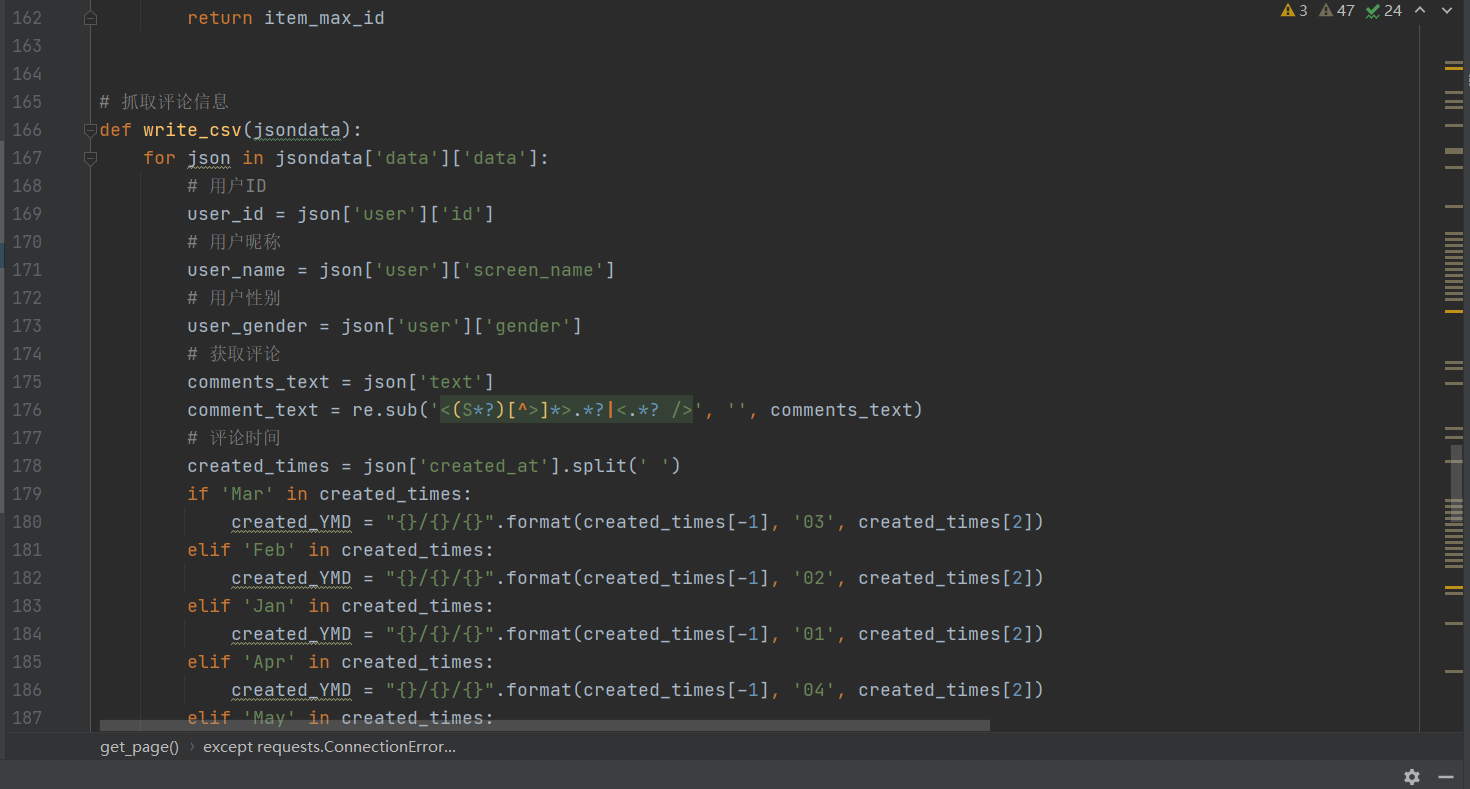 162 return item_max_id
3 47 24
163
164
165 # 抓取评论信息
166 def write_csv(jsondata):
167 for json in jsondata['data']['data']:
168 # 用户ID
169 user_id = json['user']['id']
170 # 用户昵称
171 user_name = json['user']['screen_name']
172 # 用户性别
173 user_gender = json['user']['gender']
174 # 获取评论
175 comments_text = json['text']
176 comment_text = re.sub('<(S*?)[^>]*>.*?|<.*? />', '', comments_text)
177 # 评论时间
178 created_times = json['created_at'].split(' ')
179 if 'Mar' in created_times:
180 created_YMD = "{}/{}/{}".format(created_times[-1], '03', created_times[2])
181 elif 'Feb' in created_times:
182 created_YMD = "{}/{}/{}".format(created_times[-1], '02', created_times[2])
183 elif 'Jan' in created_times:
184 created_YMD = "{}/{}/{}".format(created_times[-1], '01', created_times[2])
185 elif 'Apr' in created_times:
186 created_YMD = "{}/{}/{}".format(created_times[-1], '04', created_times[2])
187 elif 'May' in created_times:
get_page() › except requests.ConnectionError...